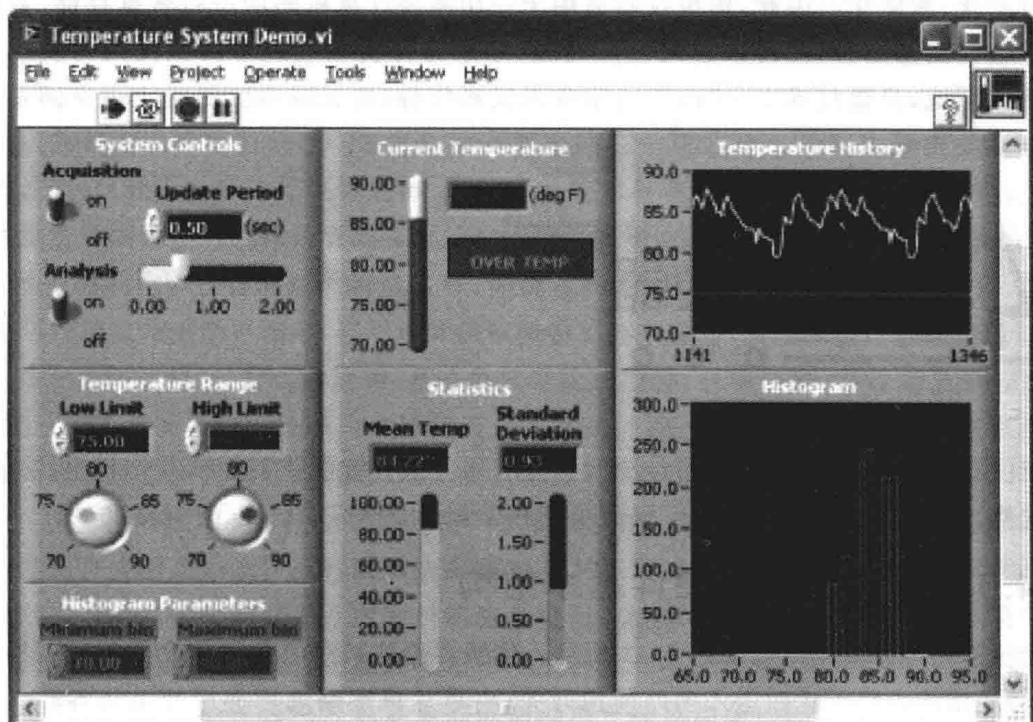 Temperature System Demo.vi
File Edit View Project Operate Tools Window Help
System Controls
Acquisition
on
off
Update Period
0.50 (sec)
0.00 1.00 2.00
Analysis
on
off
Current Temperature
90.00
85.00
80.00
75.00
70.00
(deg F)
OVER TEMP
Temperature History
90.0
85.0
80.0
75.0
70.0
1141 1346
Temperature Range
Low Limit High Limit
75.00
80
75 85
70 90
80
75 85
70 90
Histogram Parameters
Minimum bin Maximum bin
Statistics
Mean Temp
Standard
Deviation
0.93
100.00
80.00
60.00
40.00
20.00
0.00
2.00
1.50
1.00
0.50
0.00
Histogram
300.0
250.0
200.0
150.0
100.0
50.0
0.0
65.0 70.0 75.0 80.0 85.0 90.0 95.0